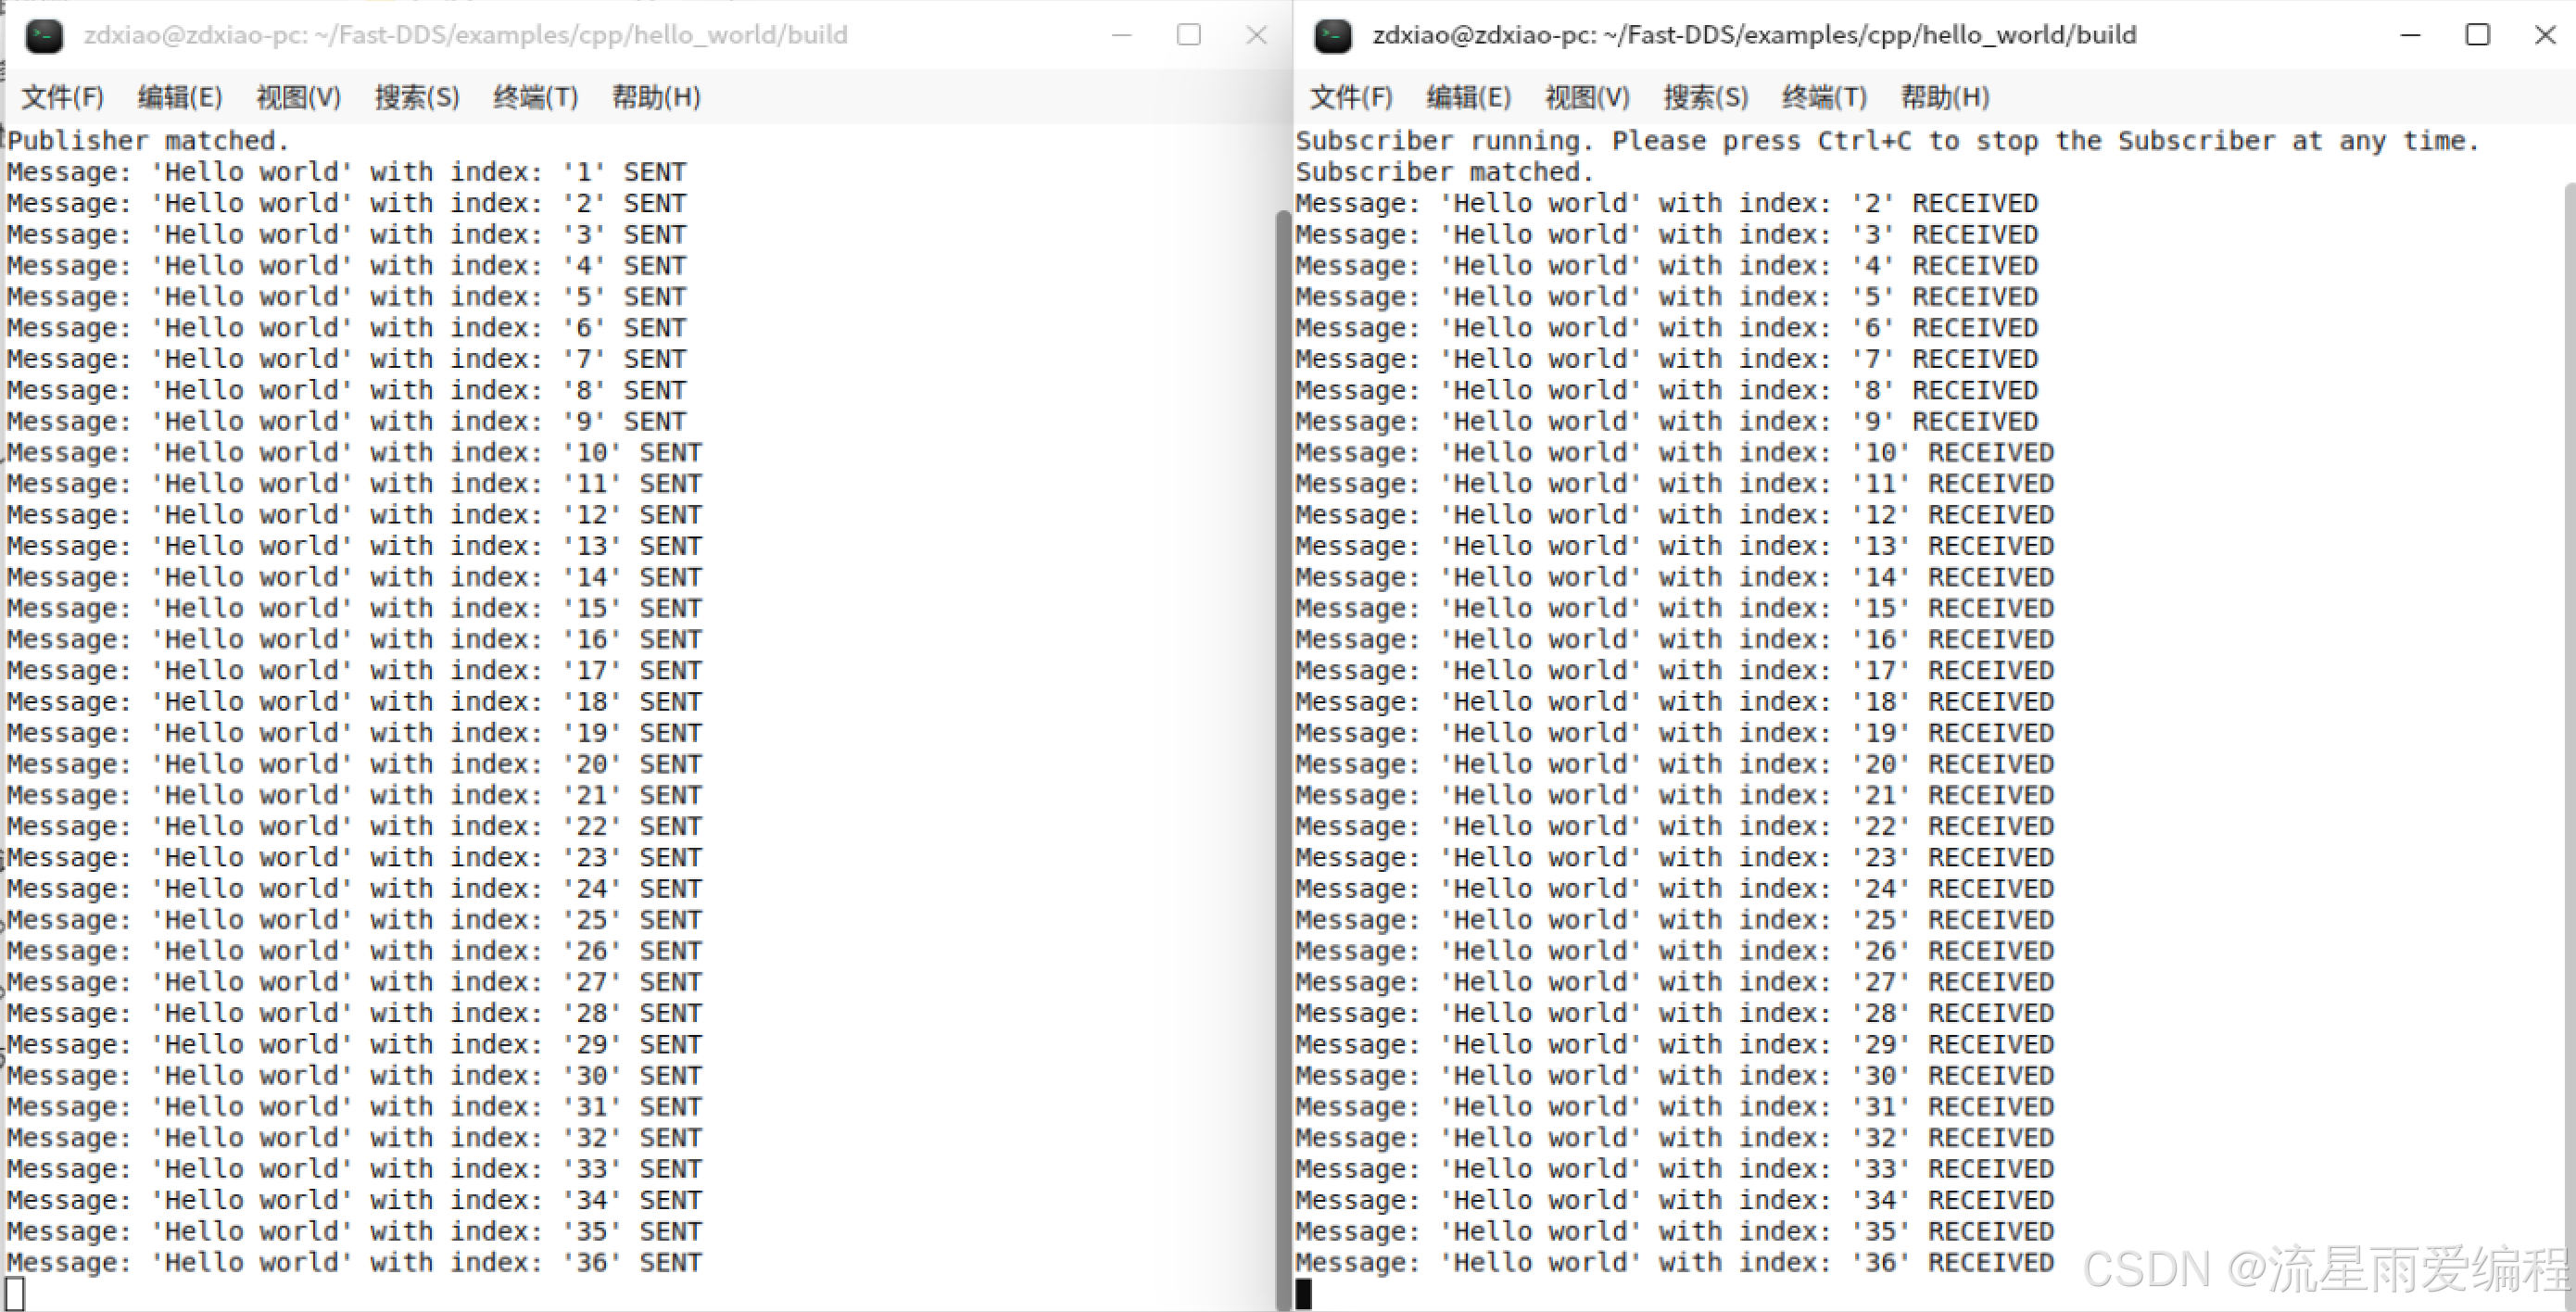 zdxiao@zdxiao-pc: ~/Fast-DDS/examples/cpp/hello_world/build
文件(F) 编辑(E) 视图(V) 搜索(S) 终端(T) 帮助(H)
Publisher matched.
Message: 'Hello world' with index: '1' SENT
Message: 'Hello world' with index: '2' SENT
Message: 'Hello world' with index: '3' SENT
Message: 'Hello world' with index: '4' SENT
Message: 'Hello world' with index: '5' SENT
Message: 'Hello world' with index: '6' SENT
Message: 'Hello world' with index: '7' SENT
Message: 'Hello world' with index: '8' SENT
Message: 'Hello world' with index: '9' SENT
Message: 'Hello world' with index: '10' SENT
Message: 'Hello world' with index: '11' SENT
Message: 'Hello world' with index: '12' SENT
Message: 'Hello world' with index: '13' SENT
Message: 'Hello world' with index: '14' SENT
Message: 'Hello world' with index: '15' SENT
Message: 'Hello world' with index: '16' SENT
Message: 'Hello world' with index: '17' SENT
Message: 'Hello world' with index: '18' SENT
Message: 'Hello world' with index: '19' SENT
Message: 'Hello world' with index: '20' SENT
Message: 'Hello world' with index: '21' SENT
Message: 'Hello world' with index: '22' SENT
Message: 'Hello world' with index: '23' SENT
Message: 'Hello world' with index: '24' SENT
Message: 'Hello world' with index: '25' SENT
Message: 'Hello world' with index: '26' SENT
Message: 'Hello world' with index: '27' SENT
Message: 'Hello world' with index: '28' SENT
Message: 'Hello world' with index: '29' SENT
Message: 'Hello world' with index: '30' SENT
Message: 'Hello world' with index: '31' SENT
Message: 'Hello world' with index: '32' SENT
Message: 'Hello world' with index: '33' SENT
Message: 'Hello world' with index: '34' SENT
Message: 'Hello world' with index: '35' SENT
Message: 'Hello world' with index: '36' SENT
zdxiao@zdxiao-pc: ~/Fast-DDS/examples/cpp/hello_world/build
文件(F) 编辑(E) 视图(V) 搜索(S) 终端(T) 帮助(H)
Subscriber running. Please press Ctrl+C to stop the Subscriber at any time.
Subscriber matched.
Message: 'Hello world' with index: '2' RECEIVED
Message: 'Hello world' with index: '3' RECEIVED
Message: 'Hello world' with index: '4' RECEIVED
Message: 'Hello world' with index: '5' RECEIVED
Message: 'Hello world' with index: '6' RECEIVED
Message: 'Hello world' with index: '7' RECEIVED
Message: 'Hello world' with index: '8' RECEIVED
Message: 'Hello world' with index: '9' RECEIVED
Message: 'Hello world' with index: '10' RECEIVED
Message: 'Hello world' with index: '11' RECEIVED
Message: 'Hello world' with index: '12' RECEIVED
Message: 'Hello world' with index: '13' RECEIVED
Message: 'Hello world' with index: '14' RECEIVED
Message: 'Hello world' with index: '15' RECEIVED
Message: 'Hello world' with index: '16' RECEIVED
Message: 'Hello world' with index: '17' RECEIVED
Message: 'Hello world' with index: '18' RECEIVED
Message: 'Hello world' with index: '19' RECEIVED
Message: 'Hello world' with index: '20' RECEIVED
Message: 'Hello world' with index: '21' RECEIVED
Message: 'Hello world' with index: '22' RECEIVED
Message: 'Hello world' with index: '23' RECEIVED
Message: 'Hello world' with index: '24' RECEIVED
Message: 'Hello world' with index: '25' RECEIVED
Message: 'Hello world' with index: '26' RECEIVED
Message: 'Hello world' with index: '27' RECEIVED
Message: 'Hello world' with index: '28' RECEIVED
Message: 'Hello world' with index: '29' RECEIVED
Message: 'Hello world' with index: '30' RECEIVED
Message: 'Hello world' with index: '31' RECEIVED
Message: 'Hello world' with index: '32' RECEIVED
Message: 'Hello world' with index: '33' RECEIVED
Message: 'Hello world' with index: '34' RECEIVED
Message: 'Hello world' with index: '35' RECEIVED
Message: 'Hello world' with index: '36' RECEIVED
CSDN @流星雨爱编程